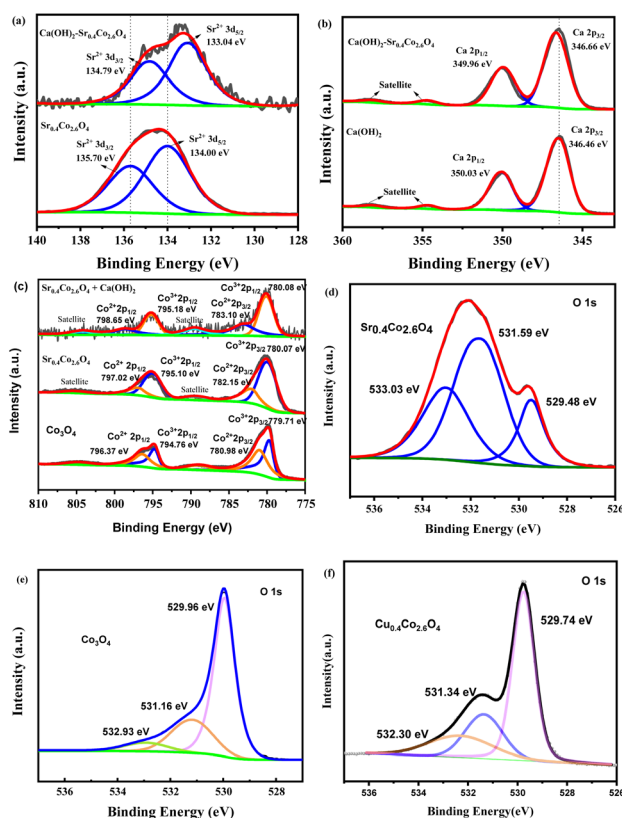 (a)
Ca(OH)2-Sr0.4Co2.6O4
Sr2+ 3d3/2
134.79 eV
Sr2+ 3d5/2
133.04 eV
Sr0.4Co2.6O4
Sr2+ 3d3/2
135.70 eV
Sr2+ 3d5/2
134.00 eV
Intensity (a.u.)
140 138 136 134 132 130 128
Binding Energy (eV)
(b)
Ca(OH)2-Sr0.4Co2.6O4
Ca 2p1/2
349.96 eV
Ca 2p3/2
346.66 eV
Satellite
Ca(OH)2
Ca 2p1/2
350.03 eV
Ca 2p3/2
346.46 eV
Satellite
Intensity (a.u.)
360 355 350 345
Binding Energy (eV)
(c)
Sr0.4Co2.6O4 + Ca(OH)2
Satellite
Co2+2p1/2
798.65 eV
Co3+2p1/2
795.18 eV
Satellite
Co2+2p3/2
783.10 eV
Co3+2p1/2 780.08 eV
Sr0.4Co2.6O4
Satellite
Co2+ 2p1/2
797.02 eV
Co3+2p1/2
795.10 eV
Satellite
Co2+2p3/2
782.15 eV
Co3+2p3/2 780.07 eV
Co3O4
Co2+ 2p1/2
796.37 eV
Co3+2p1/2
794.76 eV
Co2+2p3/2
780.98 eV
Co3+2p3/2 779.71 eV
Intensity (a.u.)
810 805 800 795 790 785 780 775
Binding Energy (eV)
(d)
O 1s
Sr0.4Co2.6O4
531.59 eV
533.03 eV
529.48 eV
Intensity (a.u.)
536 534 532 530 528 526
Binding Energy (eV)
(e)
O 1s
529.96 eV
Co3O4
531.16 eV
532.93 eV
Intensity (a.u.)
536 534 532 530 528
Binding Energy (eV)
(f)
O 1s
529.74 eV
Cu0.4Co2.6O4
531.34 eV
532.30 eV
Intensity(a.u.)
536 534 532 530 528 526
Binding Energy(eV)